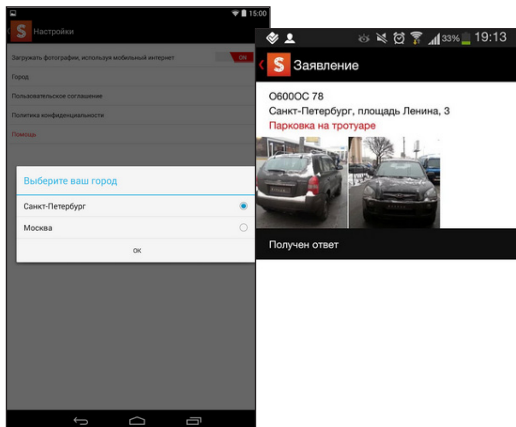 15:00
S Настройки
Загружать фотографии, используя мобильный интернет ON
Город
Пользовательское соглашение
Политика конфиденциальности
Помощь
Выберите ваш город
Санкт-Петербург
Москва
ОК
33% 19:13
S Заявление
О600ОС 78
Санкт-Петербург, площадь Ленина, 3
Парковка на тротуаре
Получен ответ